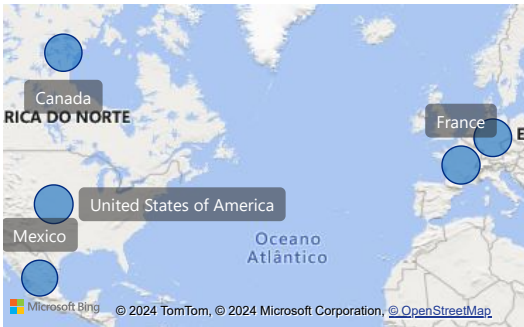 Canada
RICA DO NORTE
France
E
United States of America
Mexico
Oceano
Atlântico
Microsoft Bing
© 2024 TomTom, © 2024 Microsoft Corporation, © OpenStreetMap